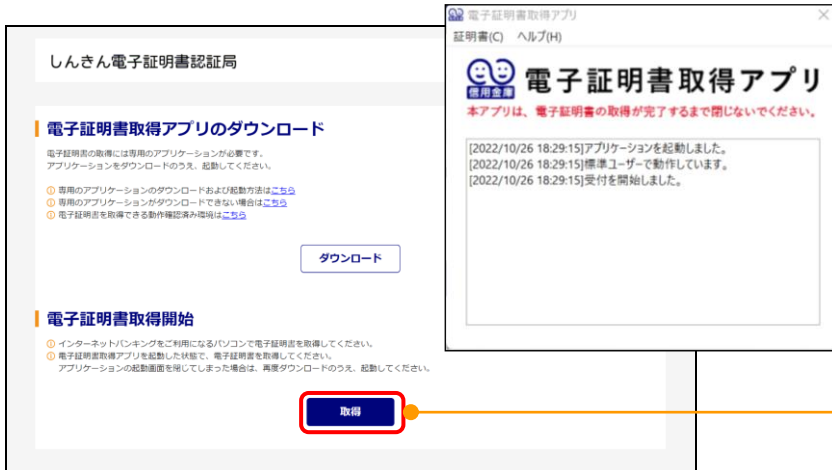 しんきん電子証明書認証局
電子証明書取得アプリのダウンロード
電子証明書の取得には専用のアプリケーションが必要です。
アプリケーションをダウンロードのうえ、起動してください。
専用のアプリケーションのダウンロードおよび起動方法はこちら
専用のアプリケーションがダウンロードできない場合はこちら
電子証明書を取得できる動作確認済み環境はこちら
ダウンロード
電子証明書取得開始
インターネットバンキングをご利用になるパソコンで電子証明書を取得してください。
電子証明書取得アプリを起動した状態で、電子証明書を取得してください。
アプリケーションの起動画面を閉じてしまった場合は、再度ダウンロードのうえ、起動してください。
取得
電子証明書取得アプリ
証明書(C) ヘルプ(H)
信用金庫
電子証明書取得アプリ
本アプリは、電子証明書の取得が完了するまで閉じないでください。
[2022/10/26 18:29:15]アプリケーションを起動しました。
[2022/10/26 18:29:15]標準ユーザーで動作しています。
[2022/10/26 18:29:15]受付を開始しました。